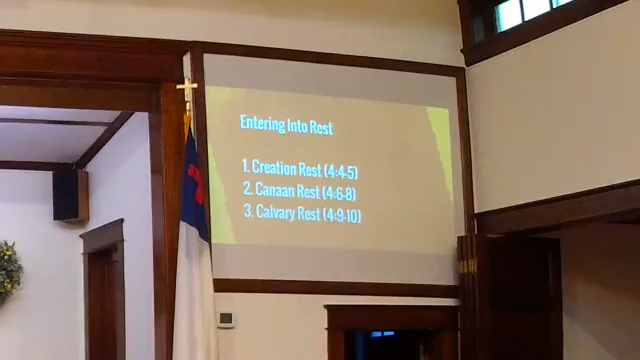 Entering Into Rest
1. Creation Rest (4:4-5)
2. Canaan Rest (4:6-8)
3. Calvary Rest (4:9-10)